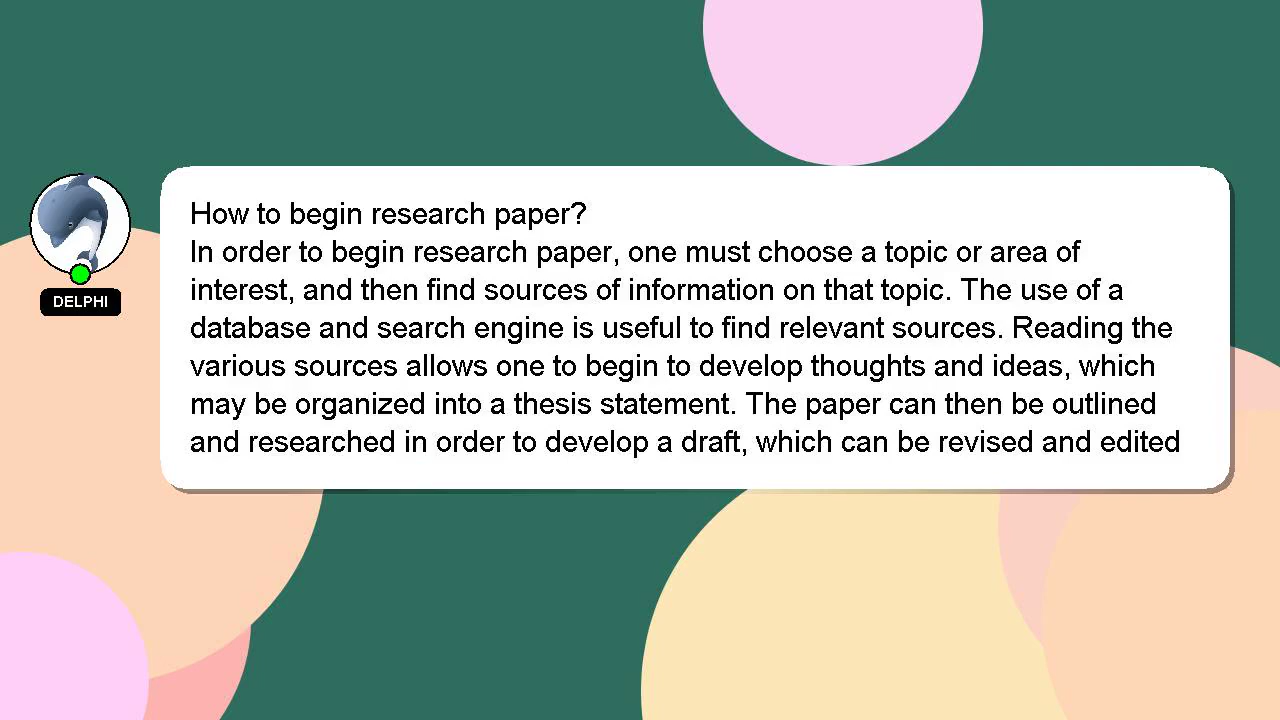 How to begin research paper?
In order to begin research paper, one must choose a topic or area of
interest, and then find sources of information on that topic. The use of a
database and search engine is useful to find relevant sources. Reading the
various sources allows one to begin to develop thoughts and ideas, which
may be organized into a thesis statement. The paper can then be outlined
and researched in order to develop a draft, which can be revised and edited
DELPHI